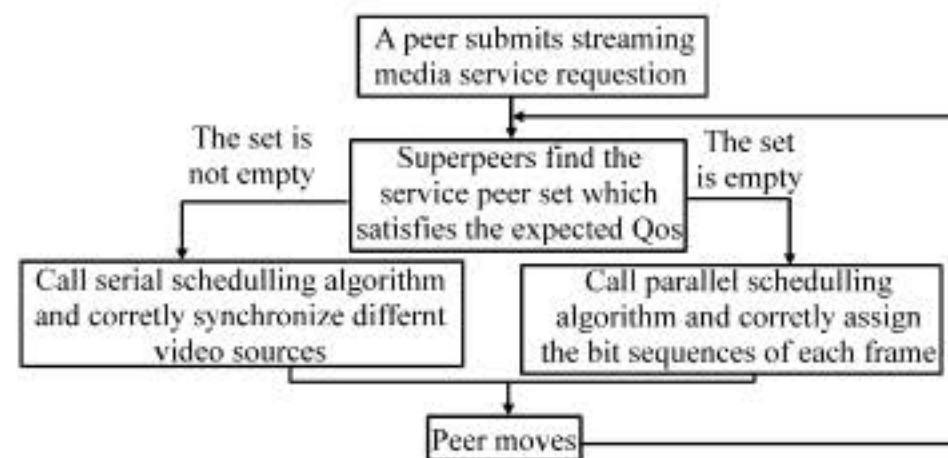 A peer submits streaming
media service requestion
The set is
not empty
Superpeers find the
service peer set which
satisfies the expected Qos
The set
is empty
Call serial schedulling algorithm
and corretly synchronize differnt
video sources
Call parallel schedulling
algorithm and corretly assign
the bit sequences of each frame
Peer moves